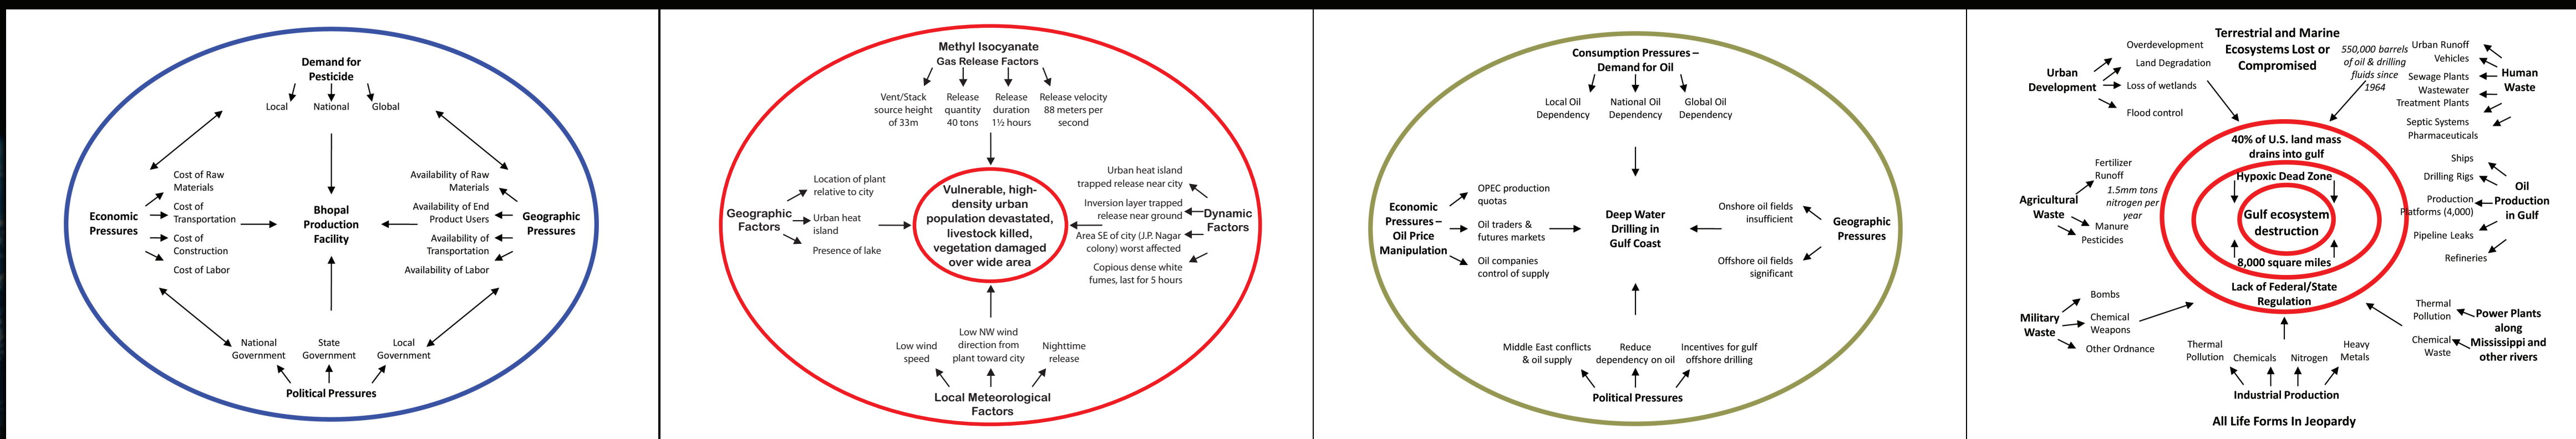 Demand for
Pesticide
Local
National
Global
Economic
Pressures
Cost of Raw
Materials
Cost of
Transportation
Cost of
Construction
Cost of Labor
Bhopal
Production
Facility
Availability of Raw
Materials
Availability of End
Product Users
Availability of
Transportation
Availability of Labor
Geographic
Pressures
National
Government
State
Government
Local
Government
Political Pressures
Methyl Isocyanate
Gas Release Factors
Vent/Stack
source height
of 33m
Release
quantity
40 tons
Release
duration
1½ hours
Release velocity
88 meters per
second
Geographic
Factors
Location of plant
relative to city
Urban heat
island
Presence of lake
Vulnerable, high-
density urban
population devastated,
livestock killed,
vegetation damaged
over wide area
Urban heat island
trapped release near city
Inversion layer trapped
release near ground
Area SE of city (J.P. Nagar
colony) worst affected
Copious dense white
fumes, last for 5 hours
Dynamic
Factors
Low wind
speed
Low NW wind
direction from
plant toward city
Nighttime
release
Local Meteorological
Factors
Consumption Pressures –
Demand for Oil
Local Oil
Dependency
National Oil
Dependency
Global Oil
Dependency
Economic
Pressures –
Oil Price
Manipulation
OPEC production
quotas
Oil traders &
futures markets
Oil companies
control of supply
Deep Water
Drilling in
Gulf Coast
Onshore oil fields
insufficient
Offshore oil fields
significant
Geographic
Pressures
Middle East conflicts
& oil supply
Reduce
dependency on oil
Incentives for gulf
offshore drilling
Political Pressures
Terrestrial and Marine
Ecosystems Lost or
Compromised
Urban
Development
Overdevelopment
Land Degradation
Loss of wetlands
Flood control
550,000 barrels
of oil & drilling
fluids since
1964
Urban Runoff
Vehicles
Sewage Plants
Wastewater
Treatment Plants
Septic Systems
Pharmaceuticals
Human
Waste
Agricultural
Waste
Fertilizer
Runoff
1.5mm tons
nitrogen per
year
Manure
Pesticides
40% of U.S. land mass
drains into gulf
Hypoxic Dead Zone
Gulf ecosystem
destruction
8,000 square miles
Lack of Federal/State
Regulation
Ships
Drilling Rigs
Production
Platforms (4,000)
Pipeline Leaks
Refineries
Oil
Production
in Gulf
Military
Waste
Bombs
Chemical
Weapons
Other Ordnance
Thermal
Pollution
Chemicals
Nitrogen
Heavy
Metals
Industrial Production
Thermal
Pollution
Chemical
Waste
Power Plants
along
Mississippi and
other rivers
All Life Forms In Jeopardy